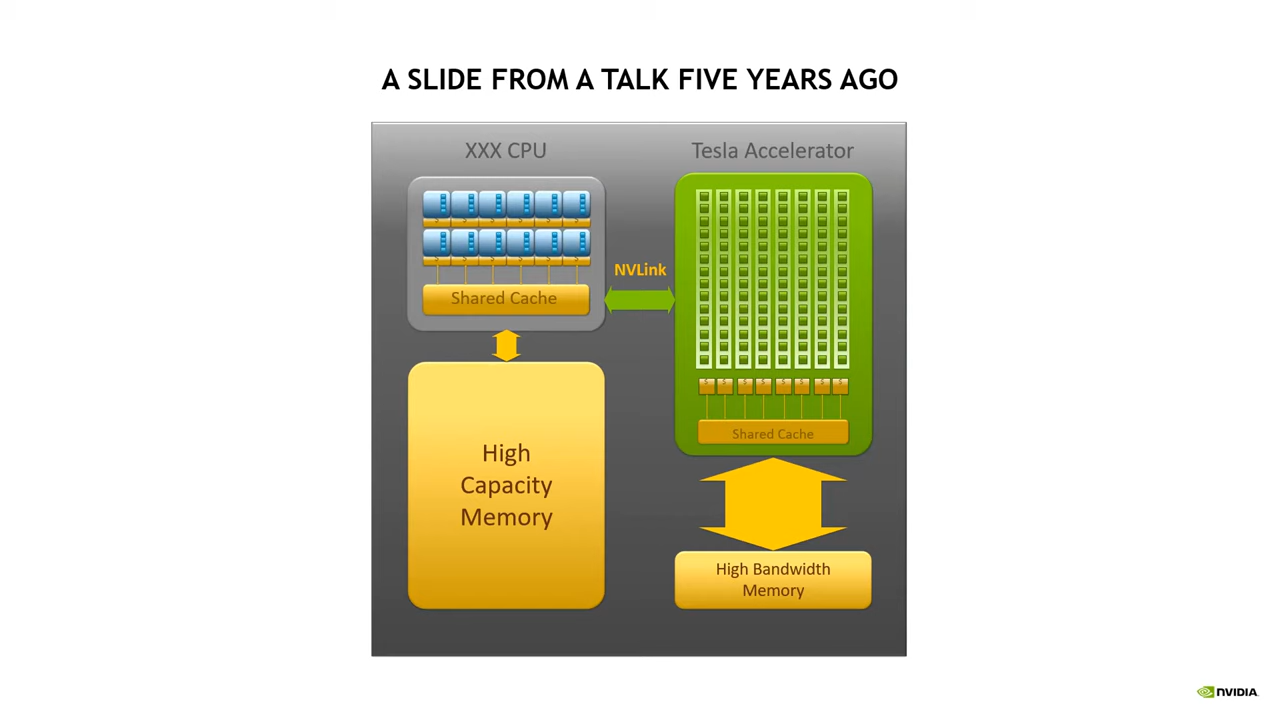 A SLIDE FROM A TALK FIVE YEARS AGO
XXX CPU
Tesla Accelerator
NVLink
Shared Cache
High
Capacity
Memory
Shared Cache
High Bandwidth
Memory
NVIDIA